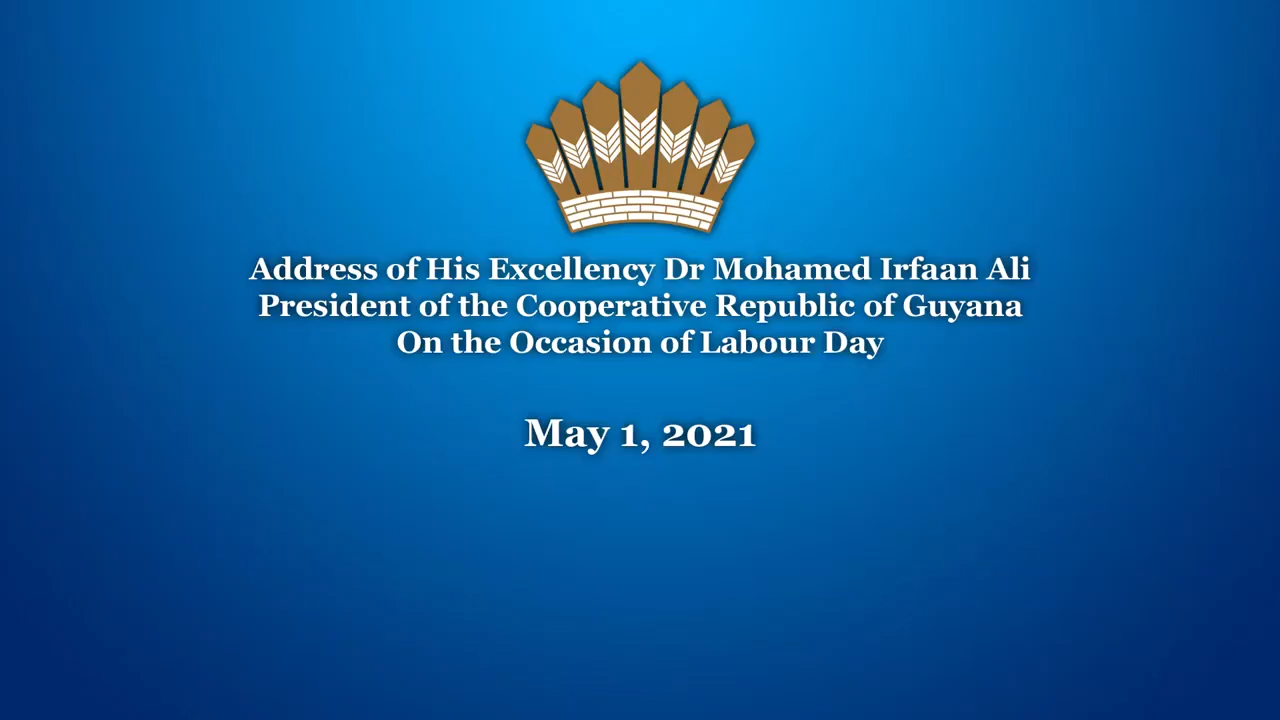 Address of His Excellency Dr Mohamed Irfaan Ali
President of the Cooperative Republic of Guyana
On the Occasion of Labour Day
May 1, 2021